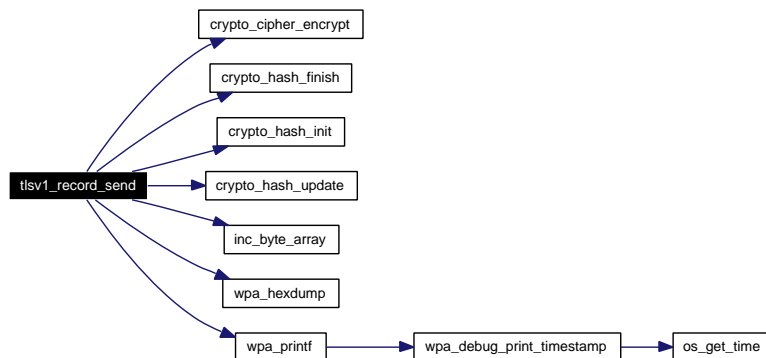 crypto_cipher_encrypt
crypto_hash_finish
crypto_hash_init
tlsv1_record_send
crypto_hash_update
inc_byte_array
wpa_hexdump
wpa_printf
wpa_debug_print_timestamp
os_get_time